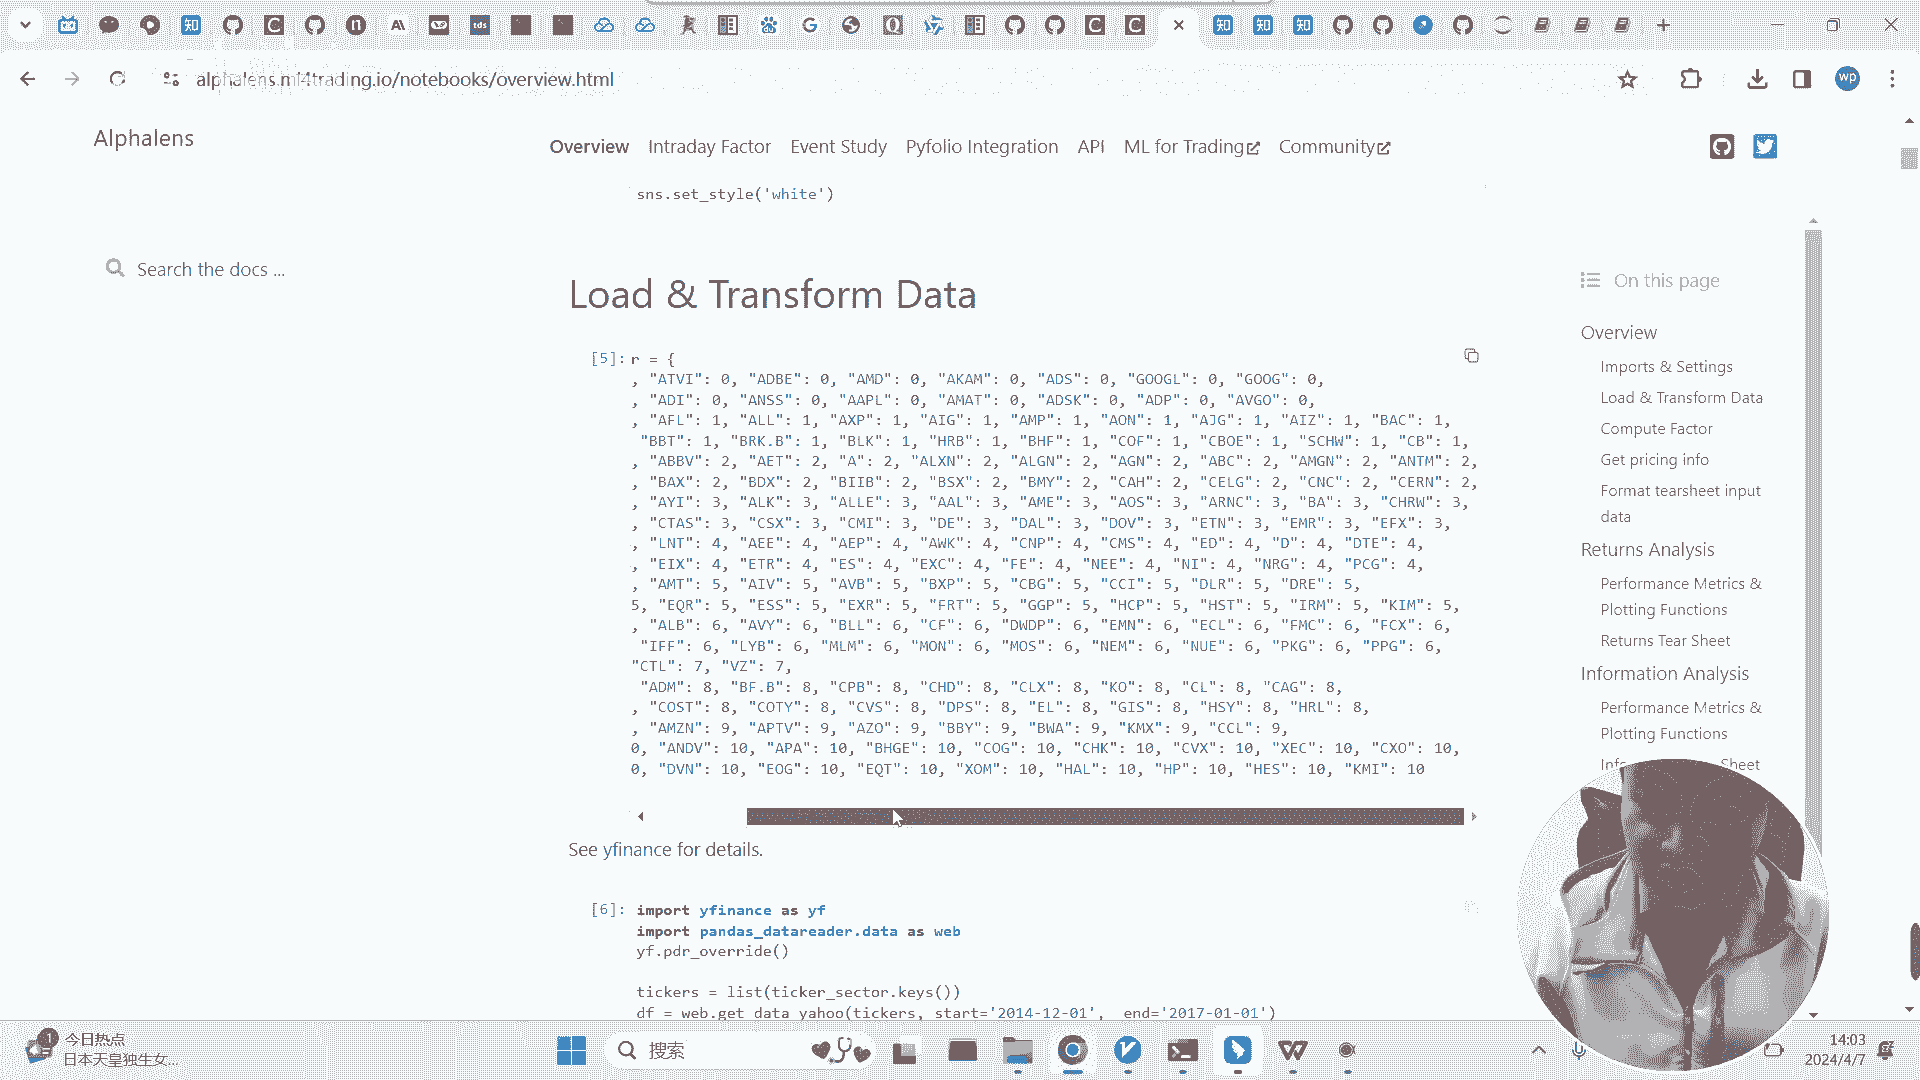 alphalens.ml4trading.io/notebooks/overview.html
wp
Alphalens
Overview Intraday Factor Event Study Pyfolio Integration API ML for Trading Community
sns.set_style('white')
Search the docs ...
Load & Transform Data
[5]: r = {
, "ATVI": 0, "ADBE": 0, "AMD": 0, "AKAM": 0, "ADS": 0, "GOOGL": 0, "GOOG": 0,
, "ADI": 0, "ANSS": 0, "AAPL": 0, "AMAT": 0, "ADSK": 0, "ADP": 0, "AVGO": 0,
, "AFL": 1, "ALL": 1, "AXP": 1, "AIG": 1, "AMP": 1, "AON": 1, "AJG": 1, "AIZ": 1, "BAC": 1,
"BBT": 1, "BRK.B": 1, "BLK": 1, "HRB": 1, "BHF": 1, "COF": 1, "CBOE": 1, "SCHW": 1, "CB": 1,
, "ABBV": 2, "AET": 2, "A": 2, "ALXN": 2, "ALGN": 2, "AGN": 2, "ABC": 2, "AMGN": 2, "ANTM": 2,
, "BAX": 2, "BDX": 2, "BIIB": 2, "BSX": 2, "BMY": 2, "CAH": 2, "CELG": 2, "CNC": 2, "CERN": 2,
, "AYI": 3, "ALK": 3, "ALLE": 3, "AAL": 3, "AME": 3, "AOS": 3, "ARNC": 3, "BA": 3, "CHRW": 3,
, "CTAS": 3, "CSX": 3, "CMI": 3, "DE": 3, "DAL": 3, "DOV": 3, "ETN": 3, "EMR": 3, "EFX": 3,
, "LNT": 4, "AEE": 4, "AEP": 4, "AWK": 4, "CNP": 4, "CMS": 4, "ED": 4, "D": 4, "DTE": 4,
, "EIX": 4, "ETR": 4, "ES": 4, "EXC": 4, "FE": 4, "NEE": 4, "NI": 4, "NRG": 4, "PCG": 4,
, "AMT": 5, "AIV": 5, "AVB": 5, "BXP": 5, "CBG": 5, "CCI": 5, "DLR": 5, "DRE": 5,
5, "EQR": 5, "ESS": 5, "EXR": 5, "FRT": 5, "GGP": 5, "HCP": 5, "HST": 5, "IRM": 5, "KIM": 5,
, "ALB": 6, "AVY": 6, "BLL": 6, "CF": 6, "DWDP": 6, "EMN": 6, "ECL": 6, "FMC": 6, "FCX": 6,
"IFF": 6, "LYB": 6, "MLM": 6, "MON": 6, "MOS": 6, "NEM": 6, "NUE": 6, "PKG": 6, "PPG": 6,
"CTL": 7, "VZ": 7,
"ADM": 8, "BF.B": 8, "CPB": 8, "CHD": 8, "CLX": 8, "KO": 8, "CL": 8, "CAG": 8,
, "COST": 8, "COTY": 8, "CVS": 8, "DPS": 8, "EL": 8, "GIS": 8, "HSY": 8, "HRL": 8,
, "AMZN": 9, "APTV": 9, "AZO": 9, "BBY": 9, "BWA": 9, "KMX": 9, "CCL": 9,
0, "ANDV": 10, "APA": 10, "BHGE": 10, "COG": 10, "CHK": 10, "CVX": 10, "XEC": 10, "CXO": 10,
0, "DVN": 10, "EOG": 10, "EQT": 10, "XOM": 10, "HAL": 10, "HP": 10, "HES": 10, "KMI": 10
See yfinance for details.
[6]: import yfinance as yf
import pandas_datareader.data as web
yf.pdr_override()
tickers = list(ticker_sector.keys())
df = web.get_data_yahoo(tickers, start='2014-12-01', end='2017-01-01')
On this page
Overview
Imports & Settings
Load & Transform Data
Compute Factor
Get pricing info
Format tearsheet input
data
Returns Analysis
Performance Metrics &
Plotting Functions
Returns Tear Sheet
Information Analysis
Performance Metrics &
Plotting Functions
Sheet
1
今日热点
日本天皇独生女...
搜索
14:03
2024/4/7